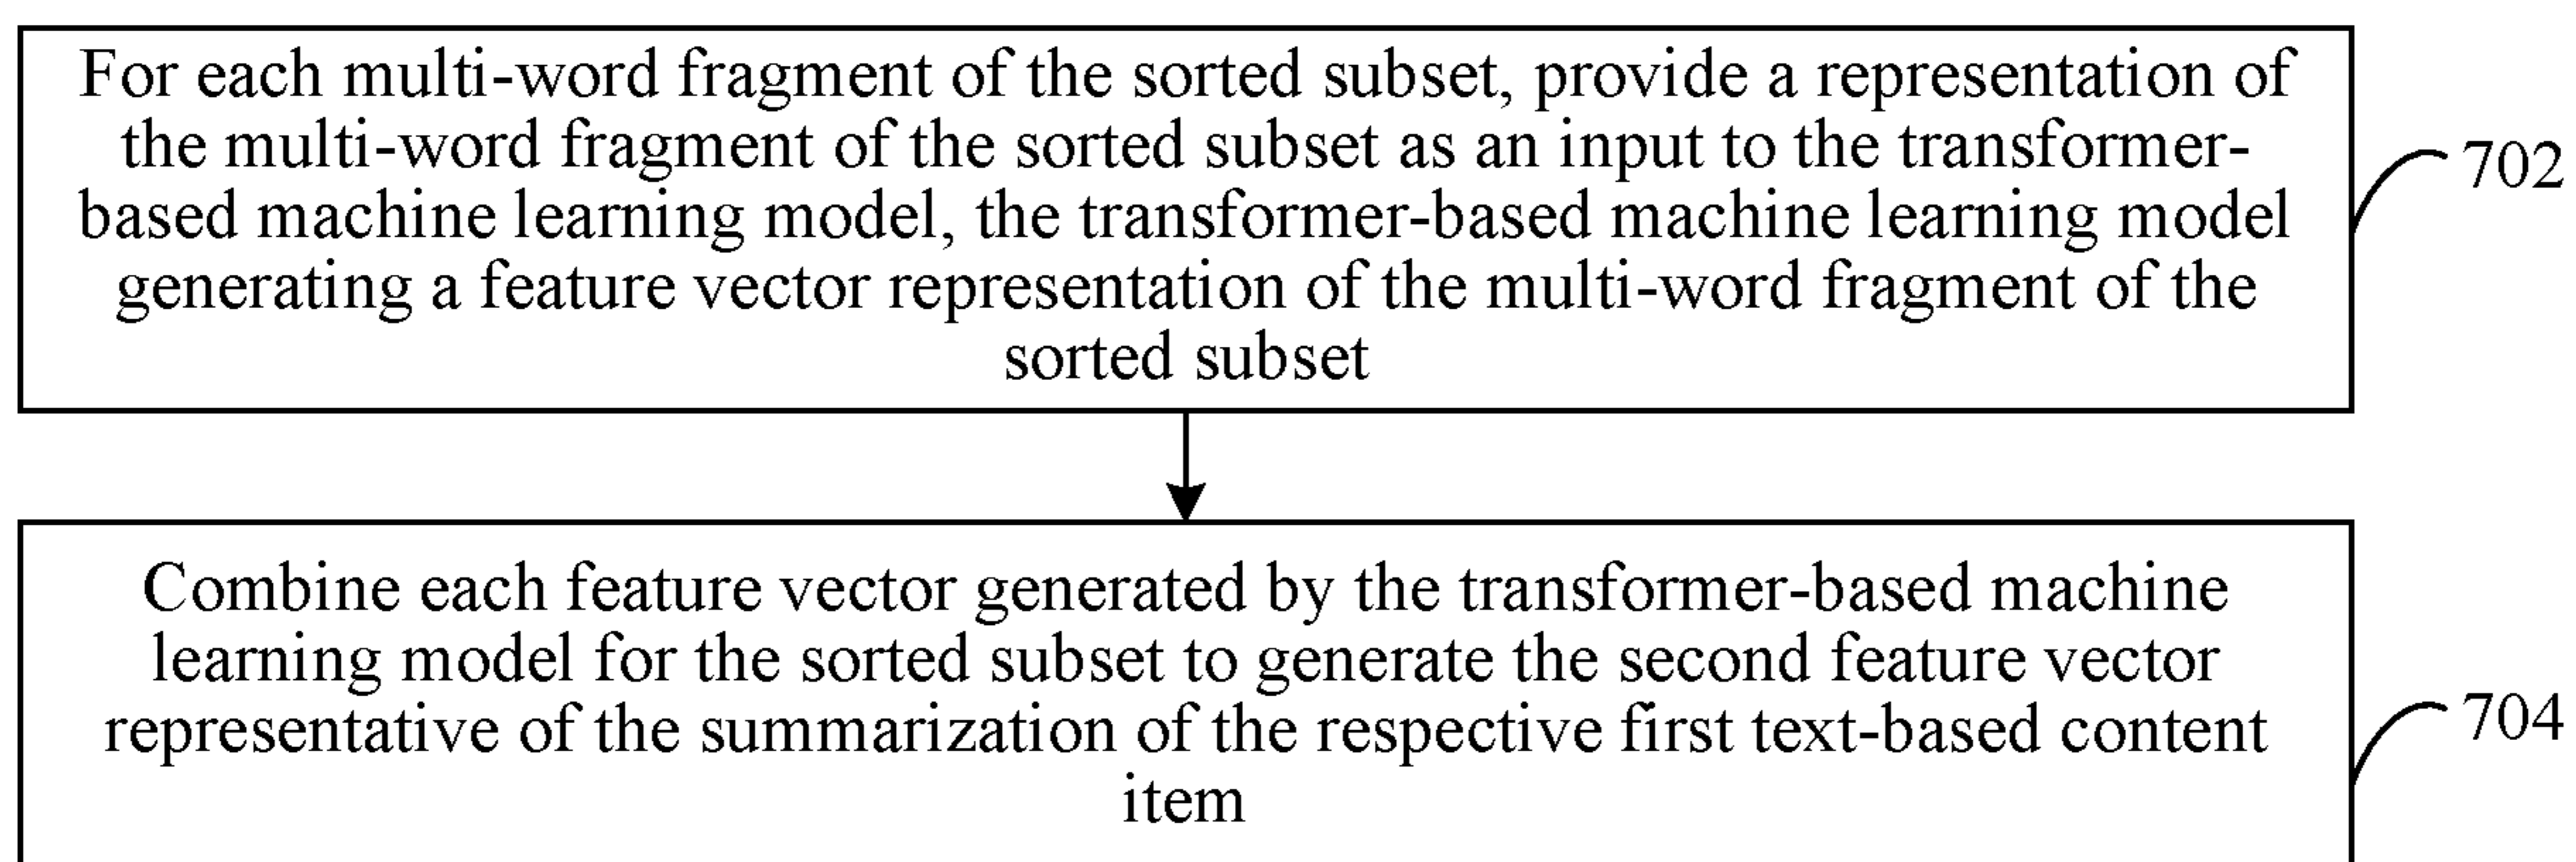 For each multi-word fragment of the sorted subset, provide a representation of
the multi-word fragment of the sorted subset as an input to the transformer-
based machine learning model, the transformer-based machine learning model
generating a feature vector representation of the multi-word fragment of the
sorted subset
702
Combine each feature vector generated by the transformer-based machine
learning model for the sorted subset to generate the second feature vector
representative of the summarization of the respective first text-based content
item
704